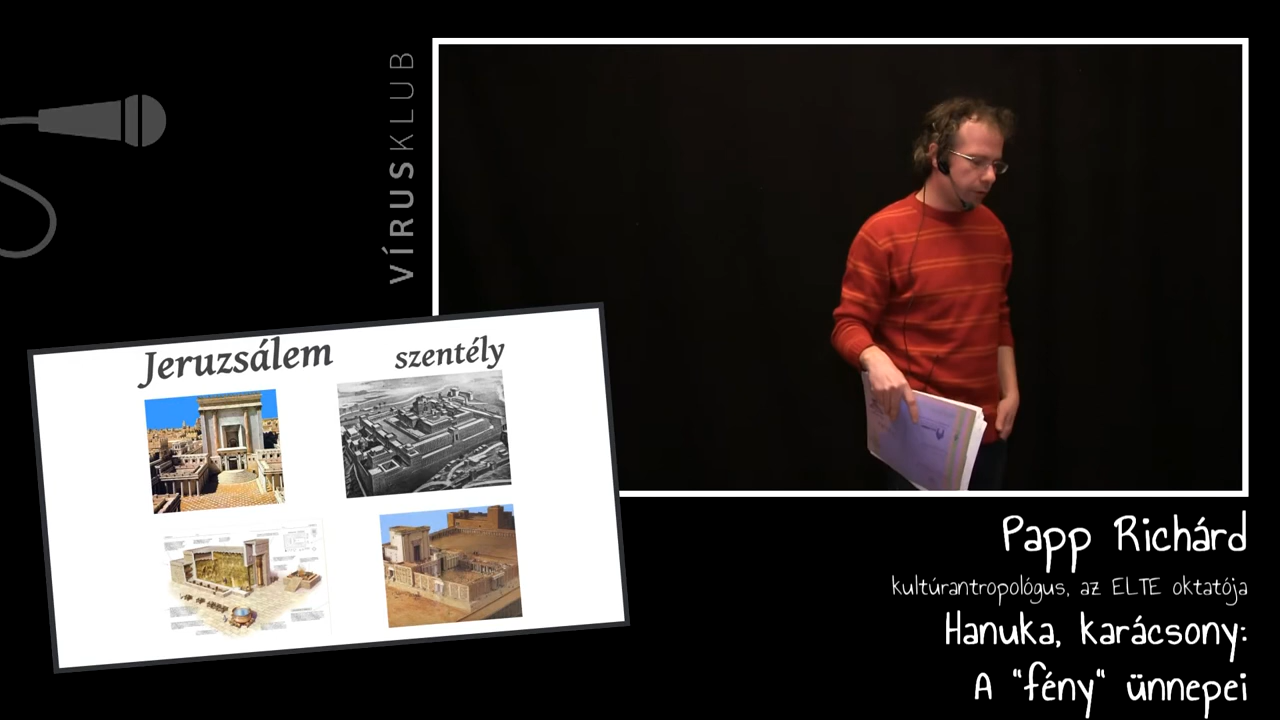 VÍRUSKLUB
Jeruzsálem szentély
Papp Richárd
kultúrantropológus, az ELTE oktatója
Hanuka, karácsony:
A "fény" ünnepei